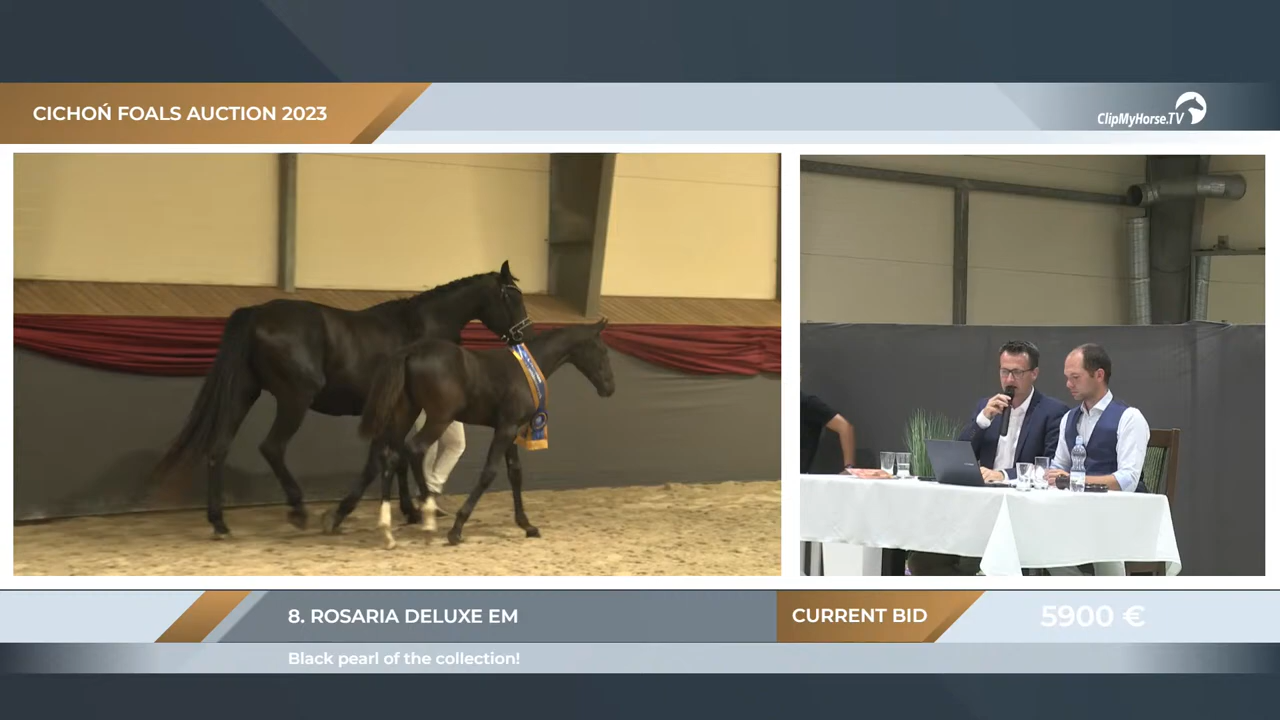 CICHOŃ FOALS AUCTION 2023
ClipMyHorse.TV
8. ROSARIA DELUXE EM
CURRENT BID
5900 €
Black pearl of the collection!